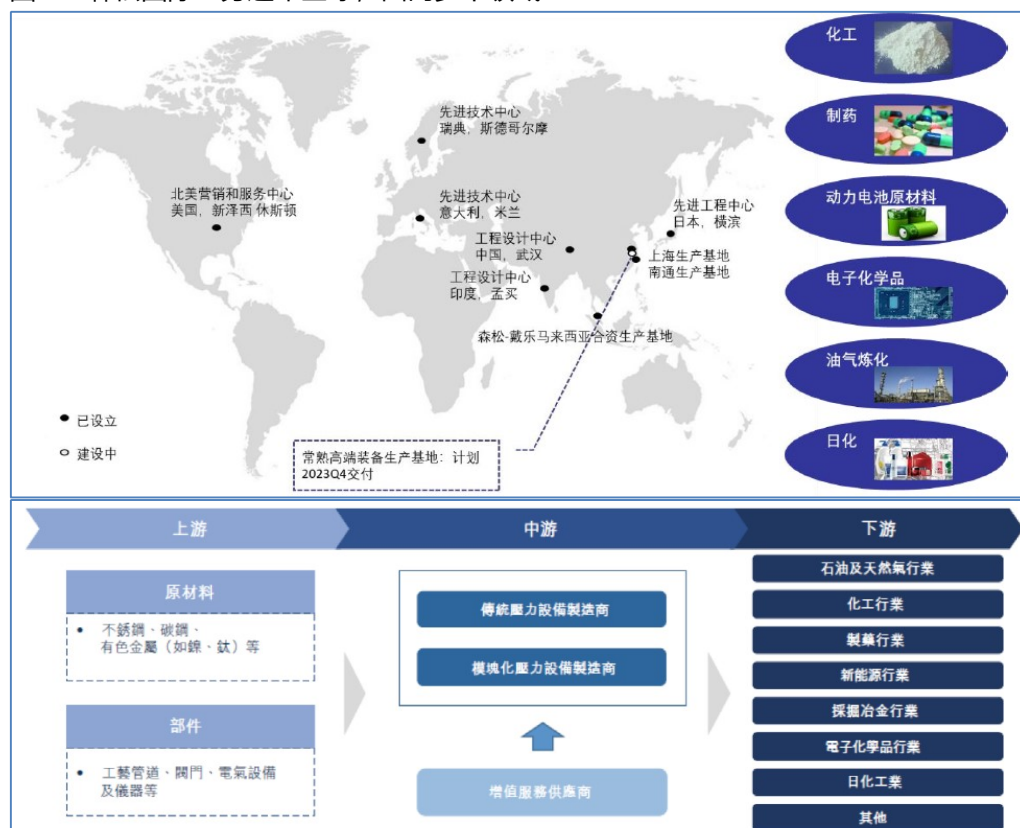 先进技术中心
瑞典，斯德哥尔摩
北美营销和服务中心
美国，新泽西 休斯顿
先进技术中心
意大利，米兰
先进工程中心
日本，横滨
工程设计中心
中国，武汉
上海生产基地
南通生产基地
工程设计中心
印度，孟买
森松-戴乐马来西亚合资生产基地
已设立
建设中
常熟高端装备生产基地：计划
2023Q4交付
化工
制药
动力电池原材料
电子化学品
油气炼化
日化
上游
中游
下游
原材料
• 不銹鋼、碳鋼、
有色金屬（如鎳、鈦）等
部件
• 工藝管道、閥門、電氣設備
及儀器等
傳統壓力設備製造商
模塊化壓力設備製造商
增值服務供應商
石油及天然氣行業
化工行業
製藥行業
新能源行業
採掘冶金行業
電子化學品行業
日化工業
其他